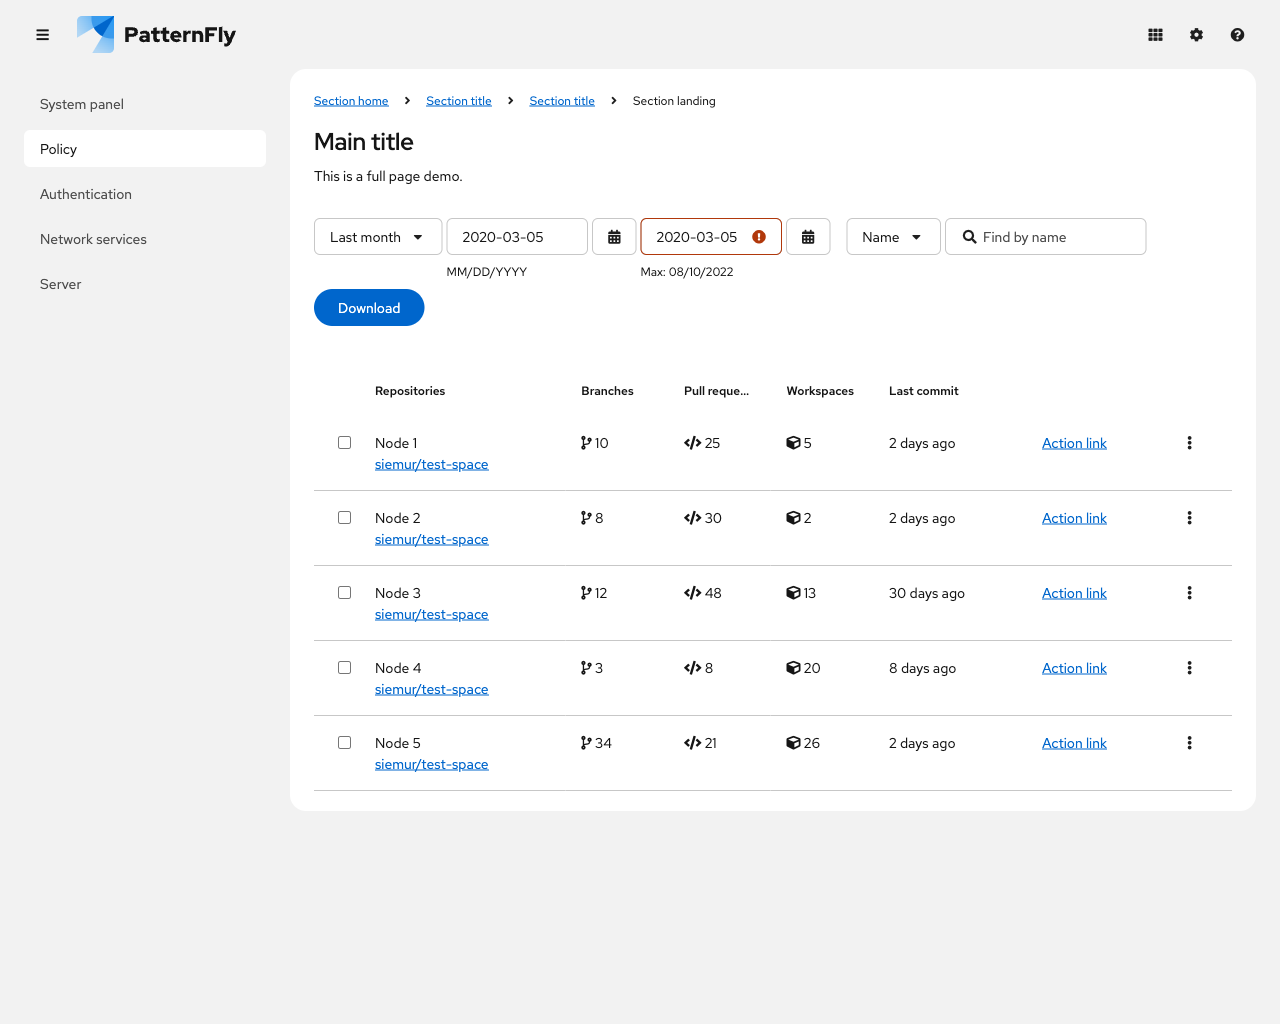 PatternFly
System panel
Policy
Authentication
Network services
Server
Section home Section title Section title Section landing
Main title
This is a full page demo.
Last month 2020-03-05 2020-03-05 Name Find by name
MM/DD/YYYY Max: 08/10/2022
Download
Repositories Branches Pull reque... Workspaces Last commit
Node 1 10 25 5 2 days ago Action link
siemur/test-space
Node 2 8 30 2 2 days ago Action link
siemur/test-space
Node 3 12 48 13 30 days ago Action link
siemur/test-space
Node 4 3 8 20 8 days ago Action link
siemur/test-space
Node 5 34 21 26 2 days ago Action link
siemur/test-space